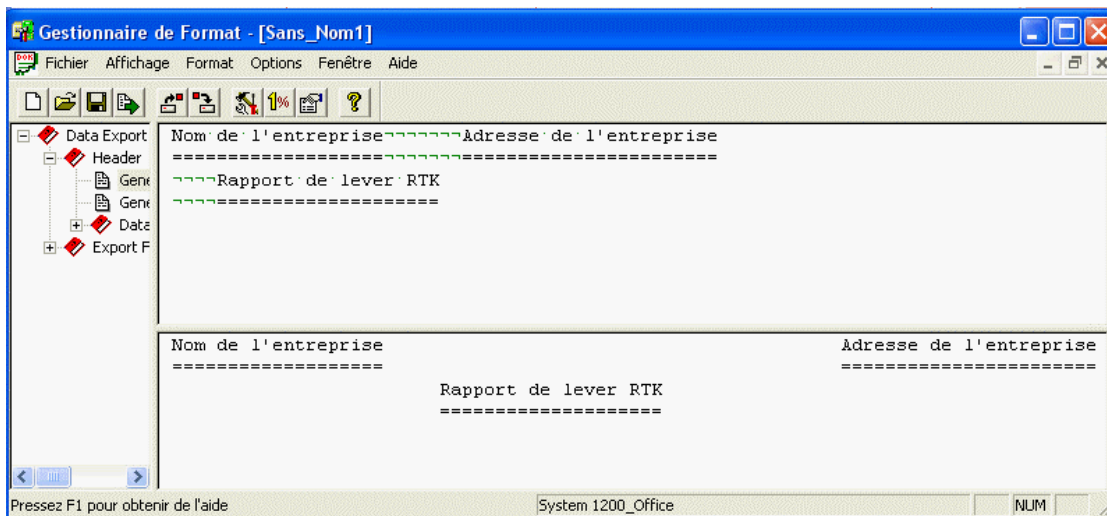 Gestionnaire de Format - [Sans_Nom1]
Fichier Affichage Format Options Fenêtre Aide
Data Export
Header
Gene
Gene
Data
Export F
Nom·de·l'entreprise¬¬¬¬¬¬¬Adresse·de·l'entreprise
===================¬¬¬¬¬¬¬=======================
¬¬¬¬Rapport·de·lever·RTK
¬¬¬¬====================
Nom de l'entreprise Adresse de l'entreprise
=================== =======================
Rapport de lever RTK
====================
Pressez F1 pour obtenir de l'aide System 1200_Office NUM